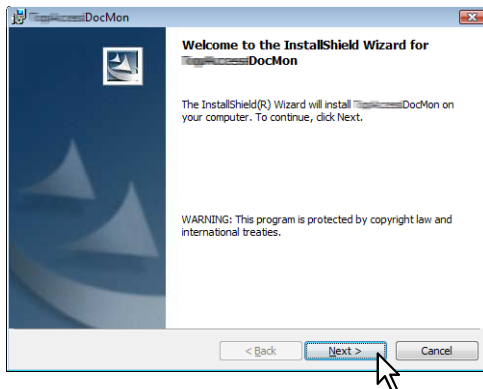 DocMon
Welcome to the InstallShield Wizard for
DocMon
The InstallShield(R) Wizard will install DocMon on
your computer. To continue, click Next.
WARNING: This program is protected by copyright law and
international treaties.
< Back
Next >
Cancel